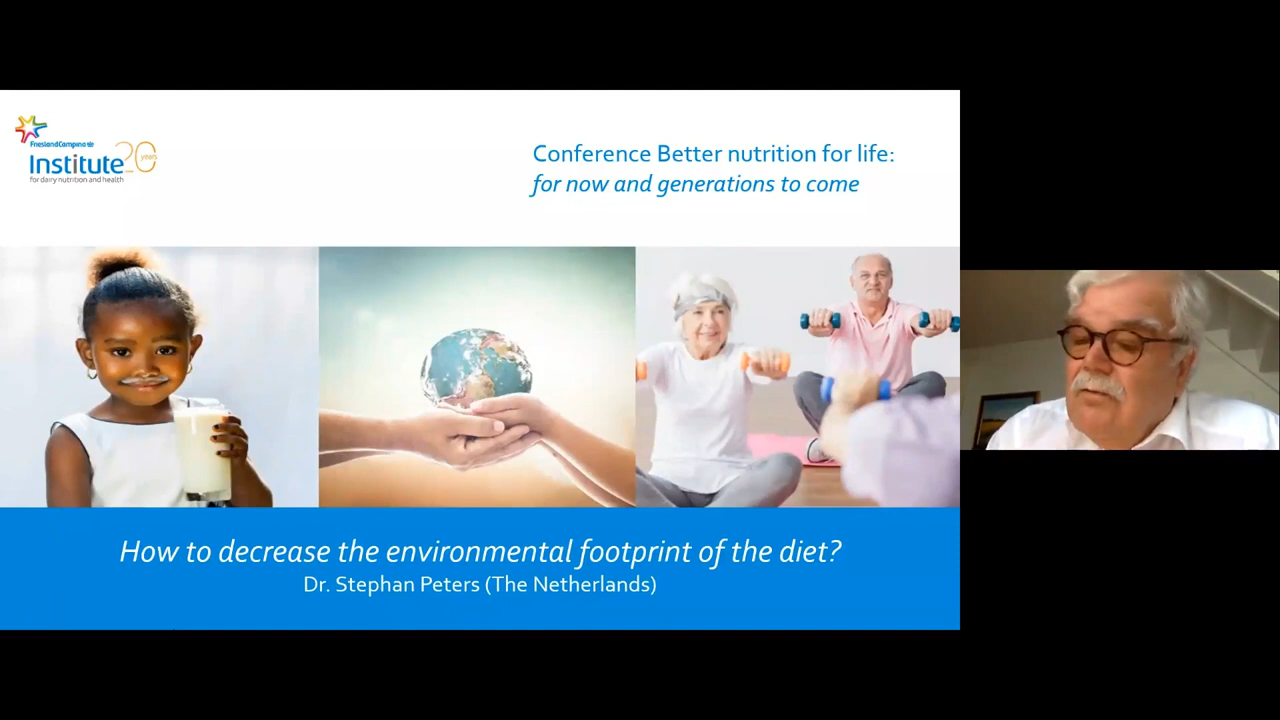 FrieslandCampina
Institute 20 years
for dairy nutrition and health
Conference Better nutrition for life:
for now and generations to come
How to decrease the environmental footprint of the diet?
Dr. Stephan Peters (The Netherlands)